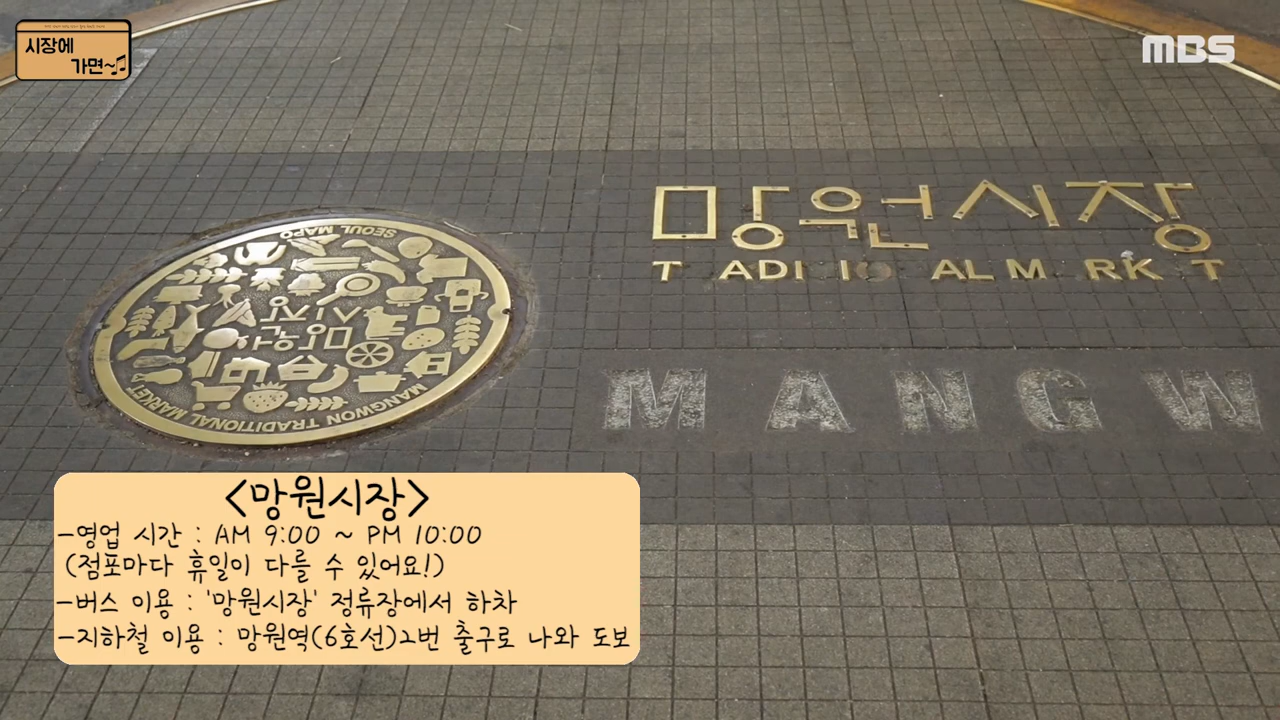 시장에
가면~
MBS
망원시장
T ADI I AL M RK T
MANGW
SEOUL MAPO
망원시장
MANGWON TRADITIONAL MARKET
<망원시장>
-영업 시간 : AM 9:00 ~ PM 10:00
(점포마다 휴일이 다를 수 있어요!)
-버스 이용 : '망원시장' 정류장에서 하차
-지하철 이용 : 망원역(6호선)2번 출구로 나와 도보